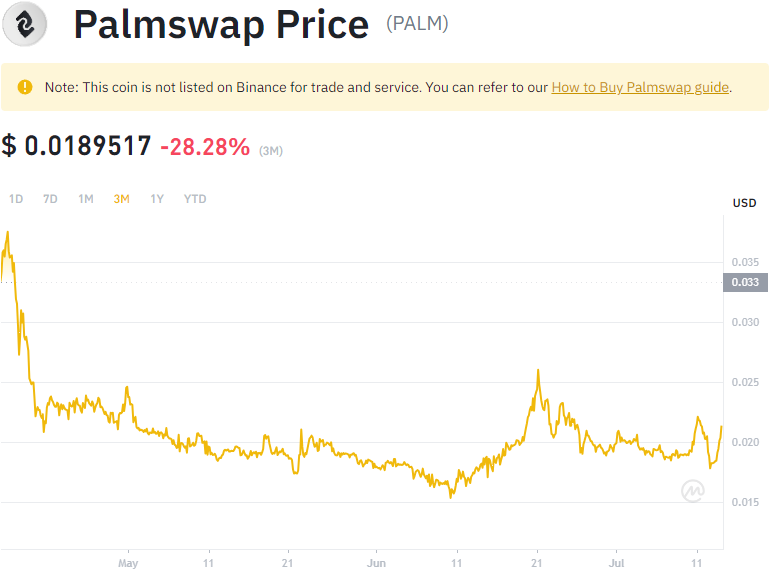 Palmswap Price (PALM)
Note: This coin is not listed on Binance for trade and service. You can refer to our How to Buy Palmswap guide.
$ 0.0189517 -28.28% (3M)
1D 7D 1M 3M 1Y YTD
USD
0.035
0.033
0.030
0.025
0.020
0.015
May 11 21 Jun 11 21 Jul 11